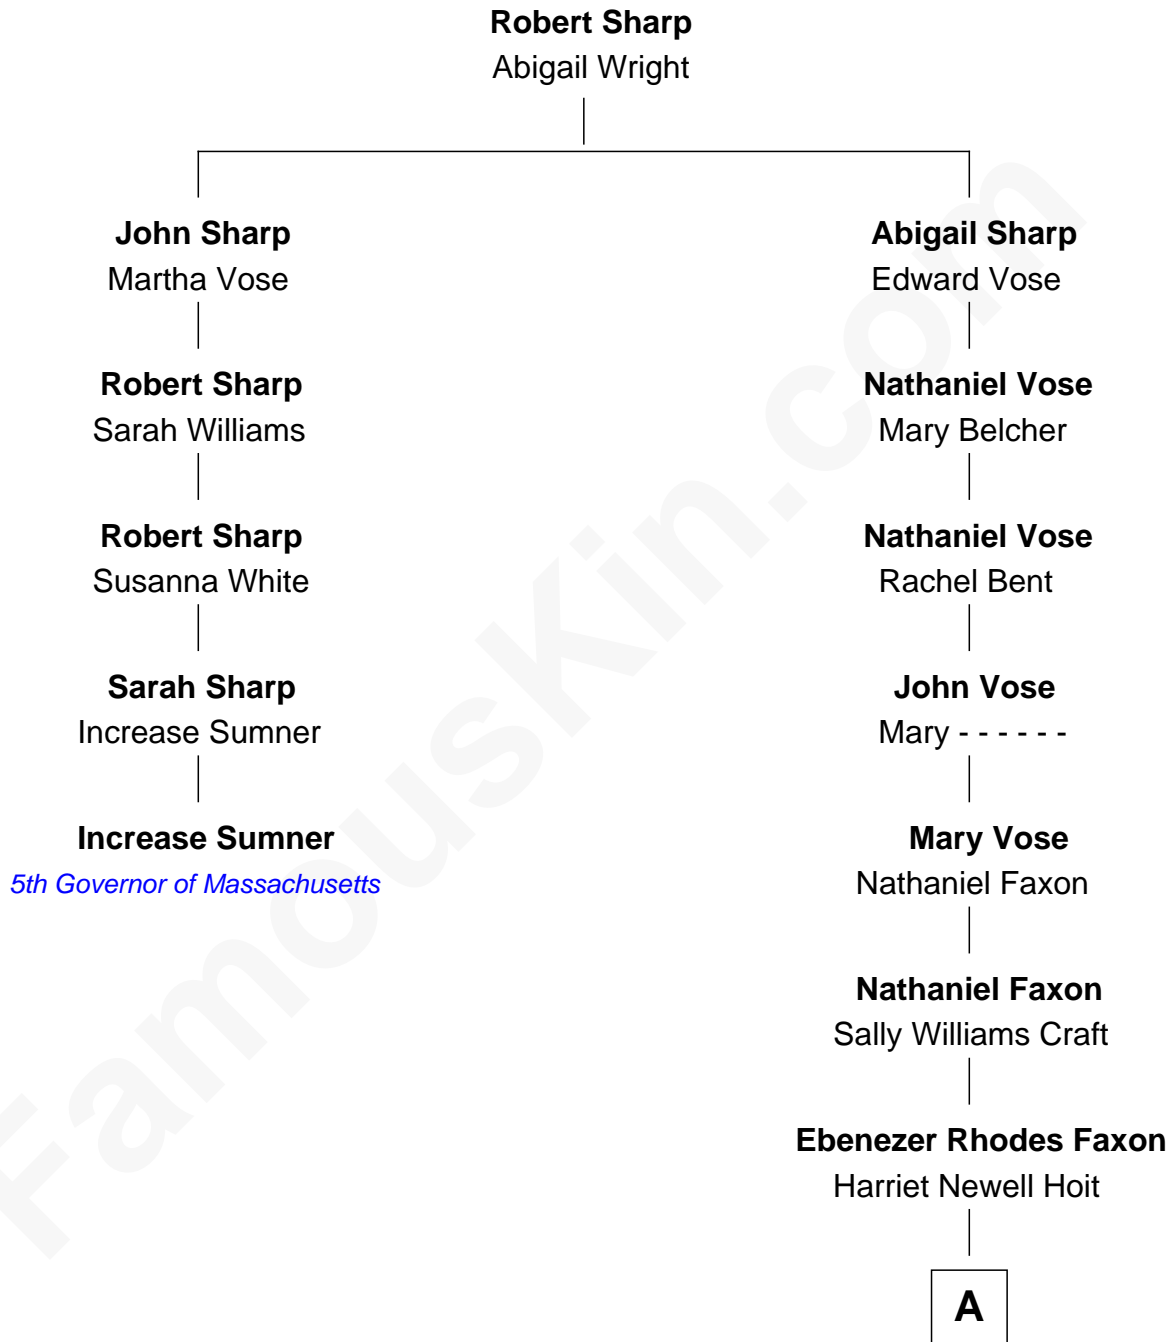 Robert Sharp
Abigail Wright
John Sharp
Martha Vose
Abigail Sharp
Edward Vose
Robert Sharp
Sarah Williams
Nathaniel Vose
Mary Belcher
Robert Sharp
Susanna White
Nathaniel Vose
Rachel Bent
Sarah Sharp
Increase Sumner
John Vose
Mary - - - - - -
Increase Sumner
5th Governor of Massachusetts
Mary Vose
Nathaniel Faxon
Nathaniel Faxon
Sally Williams Craft
Ebenezer Rhodes Faxon
Harriet Newell Hoit
A
FamousKin.com